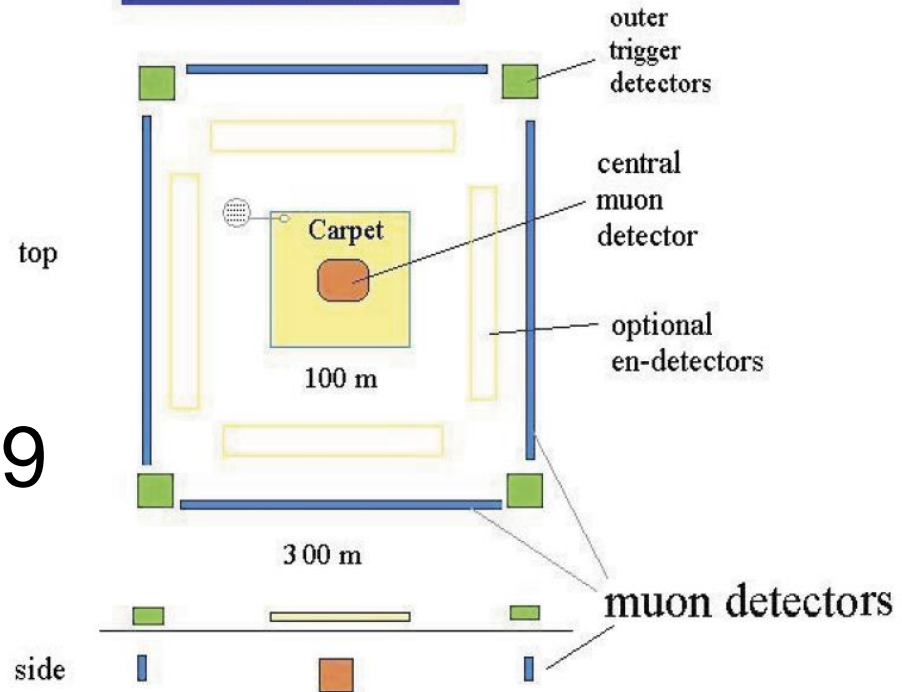 outer
trigger
detectors
central
muon
detector
Carpet
top
optional
en-detectors
100 m
9
300 m
muon detectors
side